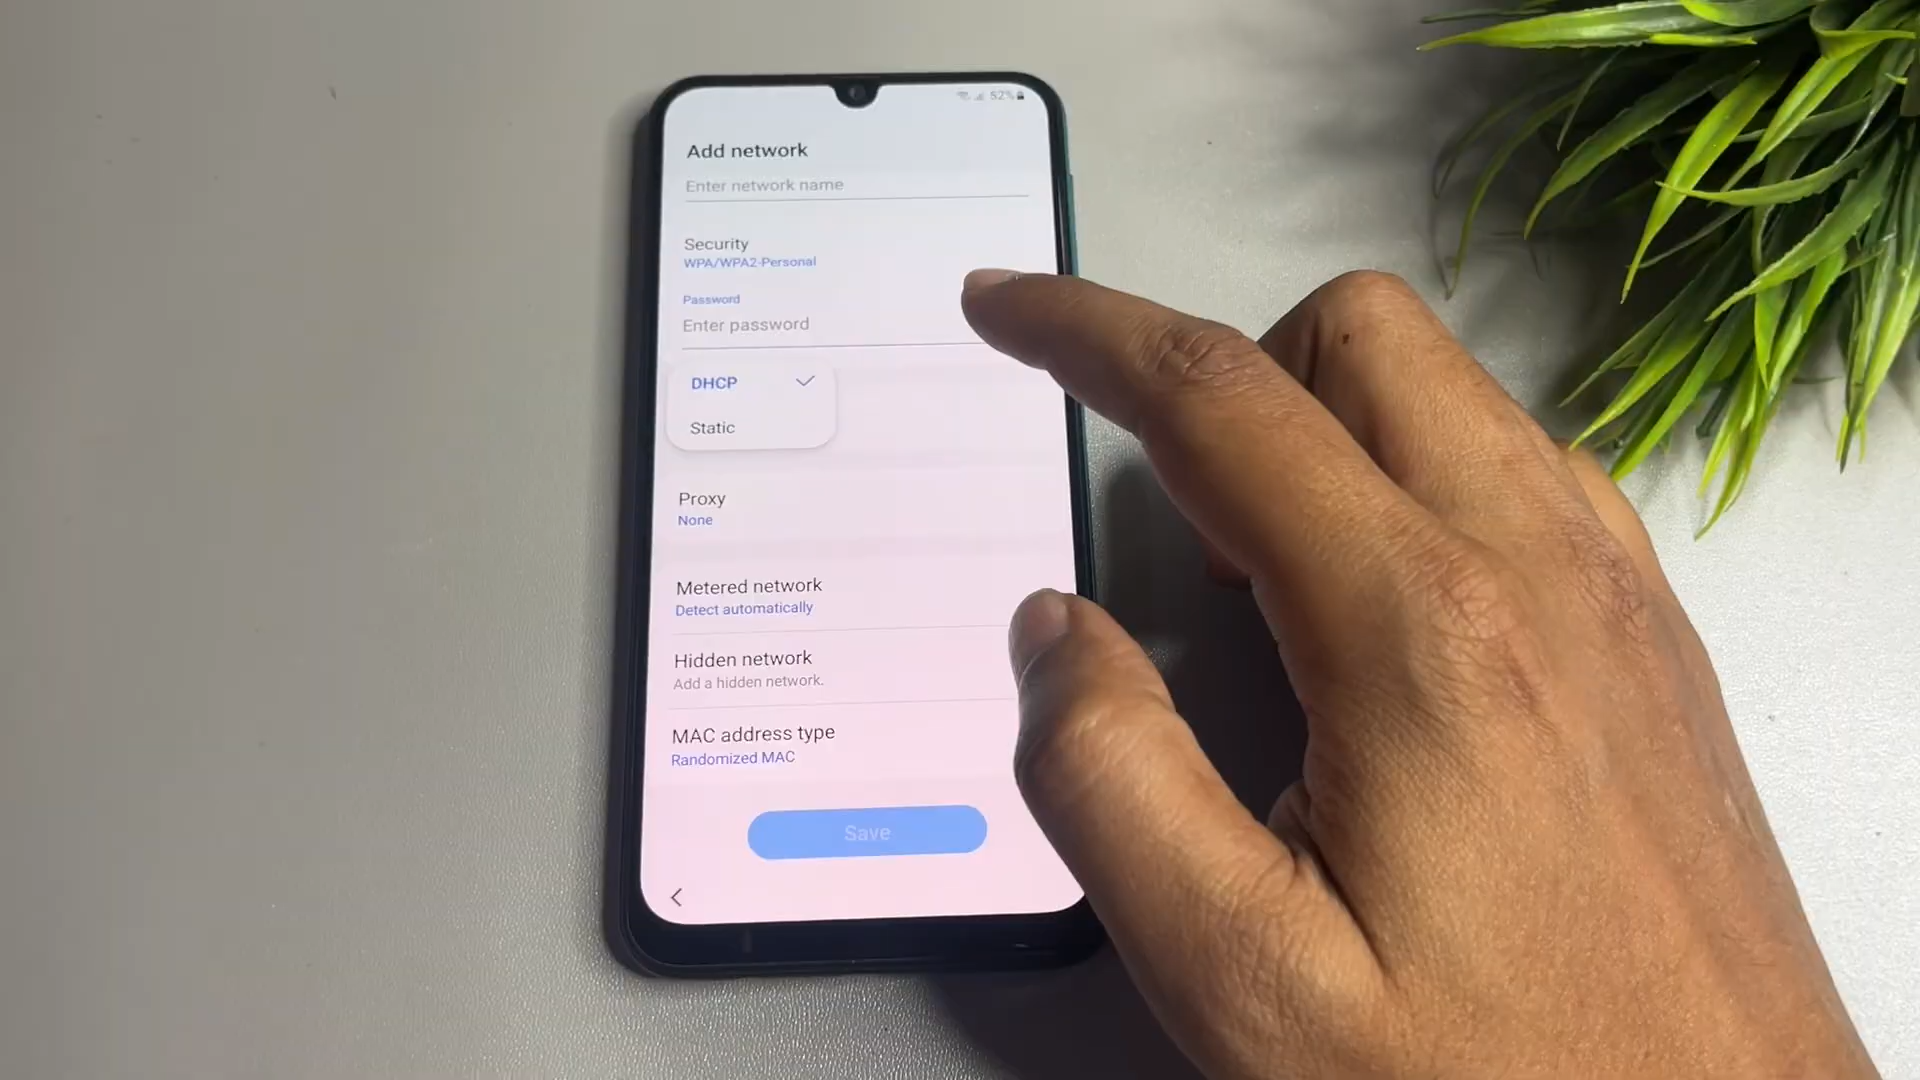 52%
Add network
Enter network name
Security
WPA/WPA2-Personal
Password
Enter password
DHCP
Static
Proxy
None
Metered network
Detect automatically
Hidden network
Add a hidden network.
MAC address type
Randomized MAC
Save